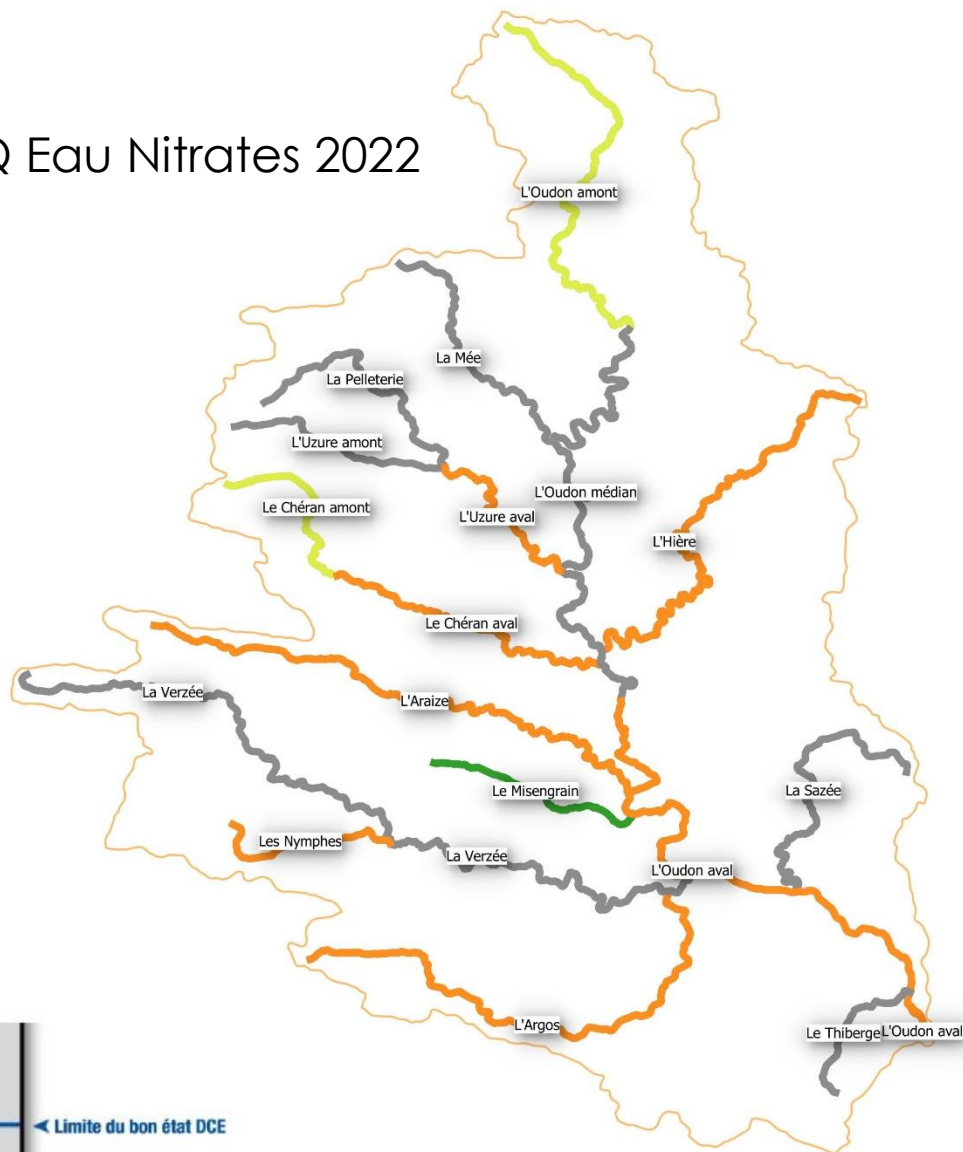 Q Eau Nitrates 2022
L'Oudon amont
La Mée
La Pelleterie
L'Uzure amont
L'Oudon médian
Le Chéran amont
L'Uzure aval
L'Hière
Le Chéran aval
La Verzée
L'Araize
Le Misengrain
La Sazée
Les Nymphes
La Verzée
L'Oudon aval
L'Argos
Le Thiberge
L'Oudon aval
Limite du bon état DCE